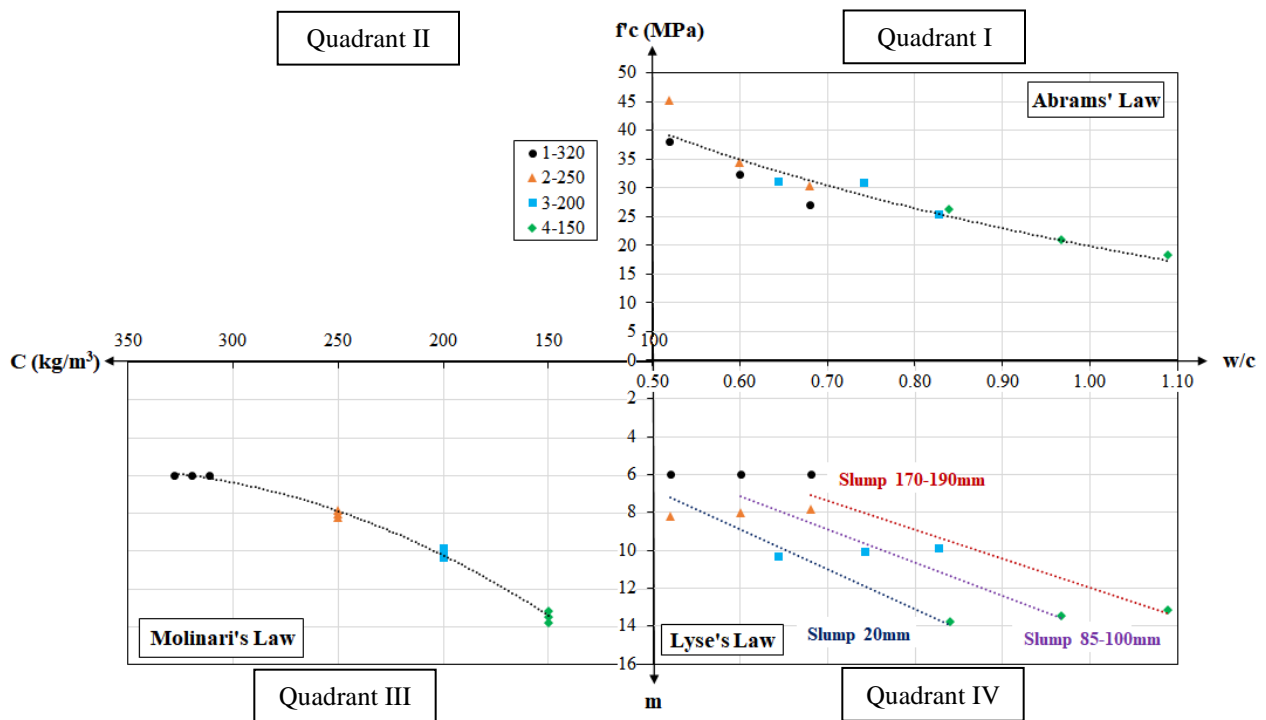 Quadrant II
f'c (MPa)
Quadrant I
50
45
40
35
30
25
20
15
10
5
0
Abrams' Law
1-320
2-250
3-200
4-150
350 300 250 200 150 100
C (kg/m³)
w/c
0.50 0.60 0.70 0.80 0.90 1.00 1.10
2
4
6
8
10
12
14
16
Slump 170-190mm
Slump 20mm
Slump 85-100mm
Molinari's Law
Lyse's Law
Quadrant III
m
Quadrant IV